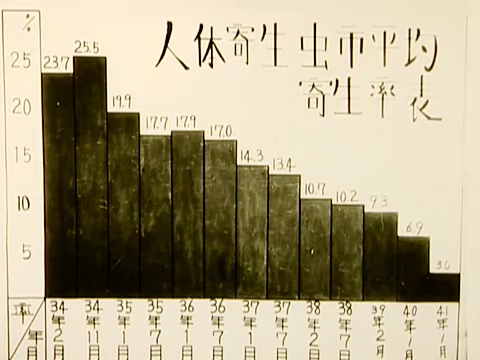 人体寄生虫市平均
寄生率表
%
25
20
15
10
5
23.7
25.5
19.9
17.7
17.9
17.0
14.3
13.4
10.7
10.2
9.3
6.9
3.0
率
年
34年2月
34年11月
35年1月
35年7月
36年1月
36年7月
37年1月
37年7月
38年2月
38年7月
39年2月
40年1月
41年1月